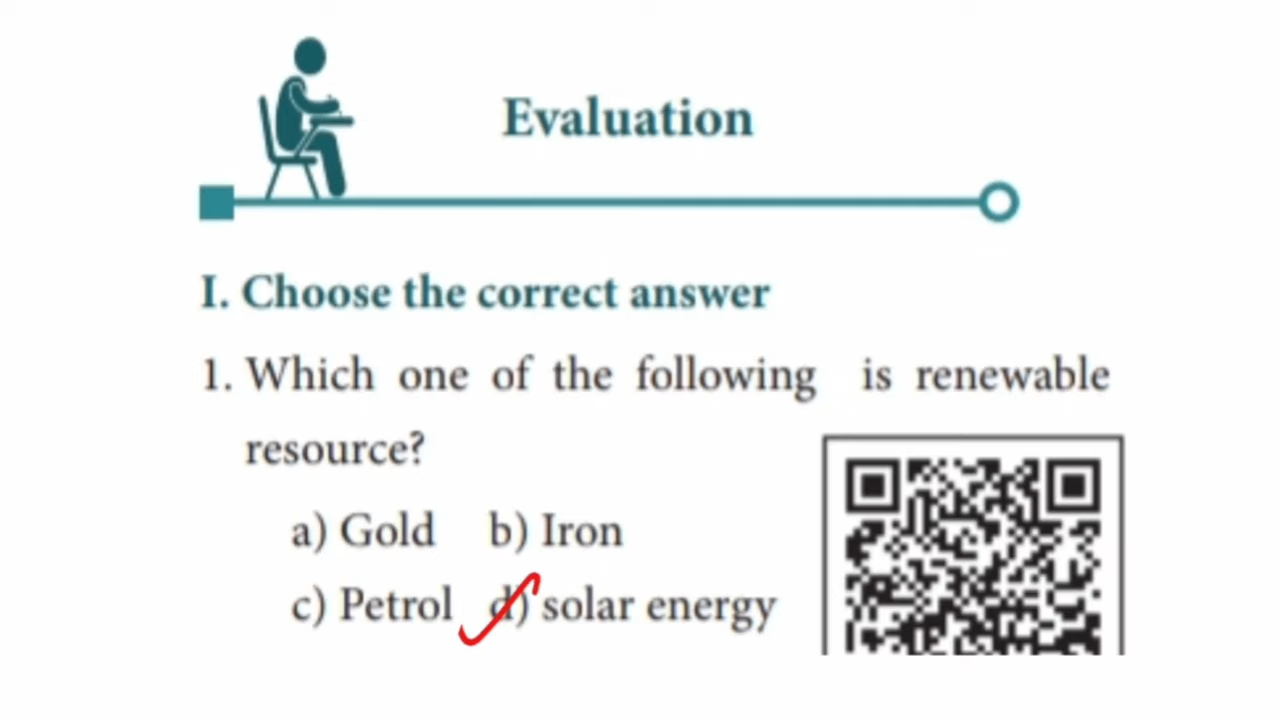 Evaluation
I. Choose the correct answer
1. Which one of the following is renewable
resource?
a) Gold b) Iron
c) Petrol d) solar energy